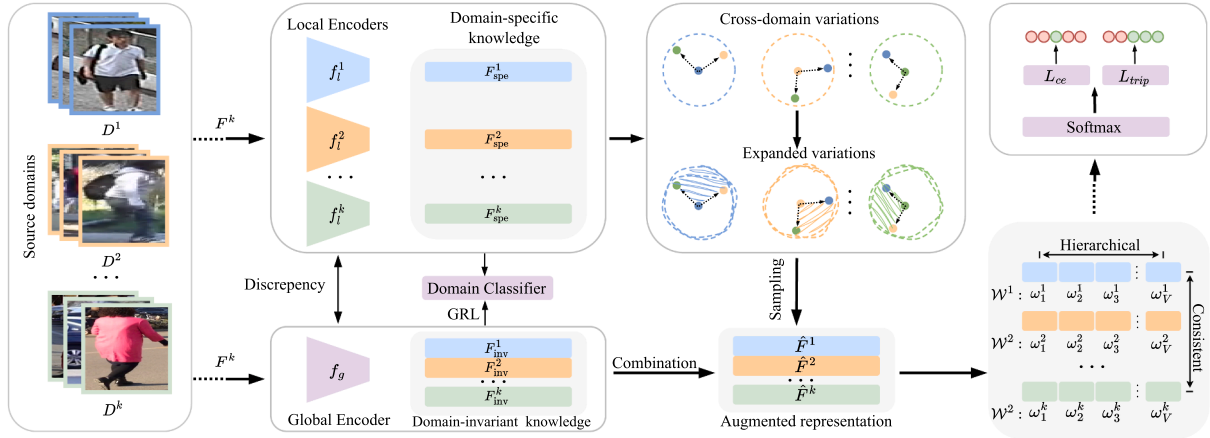 Source domains
D^1
D^2
. . .
D^k
F^k
F^k
Local Encoders
f_l^1
f_l^2
. . .
f_l^k
Domain-specific
knowledge
F_spe^1
F_spe^2
. . .
F_spe^k
Discrepency
Domain Classifier
GRL
f_g
Global Encoder
F_inv^1
F_inv^2
. . .
F_inv^k
Domain-invariant knowledge
Cross-domain variations
Expanded variations
Sampling
Combination
F̂^1
F̂^2
. . .
F̂^k
Augmented representation
L_ce
L_trip
Softmax
Hierarchical
W^1 : ω_1^1 ω_2^1 ω_3^1 ω_V^1
W^2 : ω_1^2 ω_2^2 ω_3^2 ω_V^2
. . .
W^2 : ω_1^k ω_2^k ω_3^k ω_V^k
Consistent